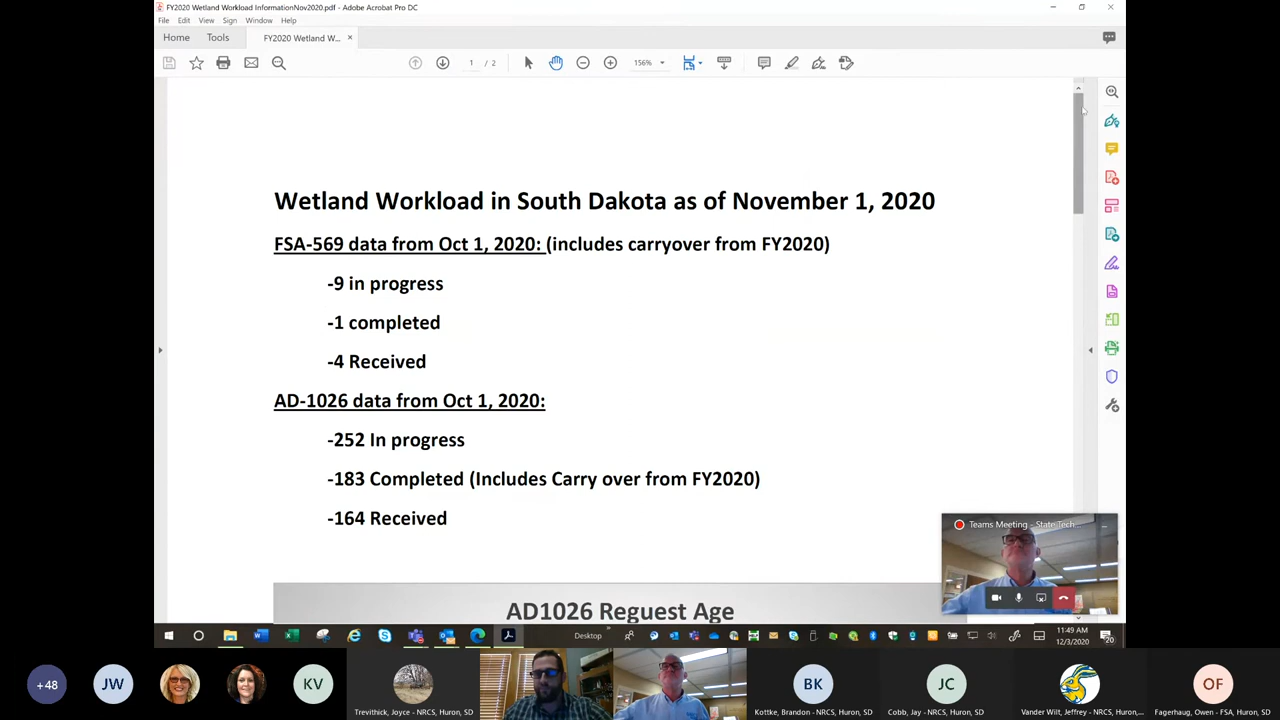 FY2020 Wetland Workload InformationNov2020.pdf - Adobe Acrobat Pro DC
File Edit View Sign Window Help
Home Tools FY2020 Wetland W... ×
1 / 2 156%
Wetland Workload in South Dakota as of November 1, 2020
FSA-569 data from Oct 1, 2020: (includes carryover from FY2020)
-9 in progress
-1 completed
-4 Received
AD-1026 data from Oct 1, 2020:
-252 In progress
-183 Completed (Includes Carry over from FY2020)
-164 Received
Teams Meeting - State Tech...
AD1026 Reguest Age
Desktop
11:49 AM
12/3/2020
20
+48 JW KV BK JC OF
Trevithick, Joyce - NRCS, Huron, SD
Kottke, Brandon - NRCS, Huron, SD
Cobb, Jay - NRCS, Huron, SD
Vander Wilt, Jeffrey - NRCS, Huron,...
Fagerhaug, Owen - FSA, Huron, SD